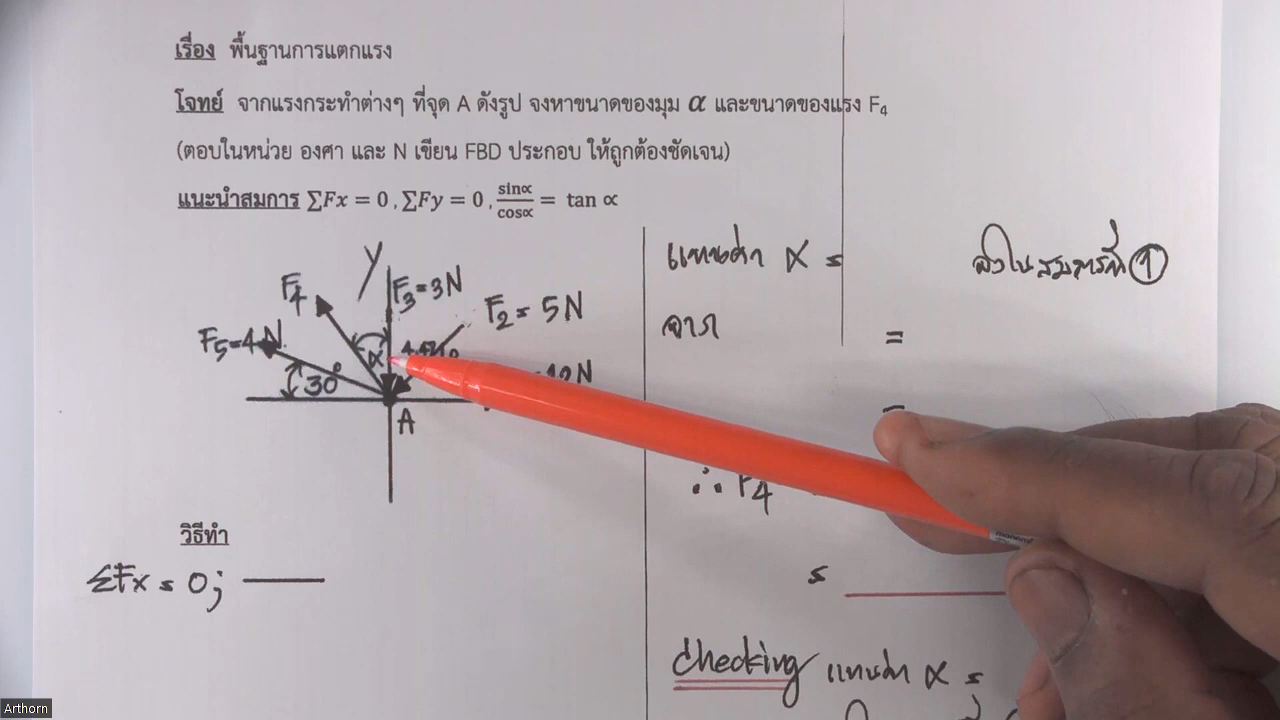 เรื่อง พื้นฐานการแตกแรง
โจทย์ จากแรงกระทำต่างๆ ที่จุด A ดังรูป จงหาขนาดของมุม α และขนาดของแรง F₄
(ตอบในหน่วย องศา และ N เขียน FBD ประกอบ ให้ถูกต้องชัดเจน)
แนะนำสมการ ∑Fx = 0 , ∑Fy = 0 , sinα/cosα = tan α
Y
F₄
F₃=3N
F₂= 5N
F₅=4N
α
30°
A
วิธีทำ
∑Fx = 0;
แทนค่า α = ลงในสมการที่ ①
จาก =
∴ F₄
=
checking แทนค่า α =
Arthorn